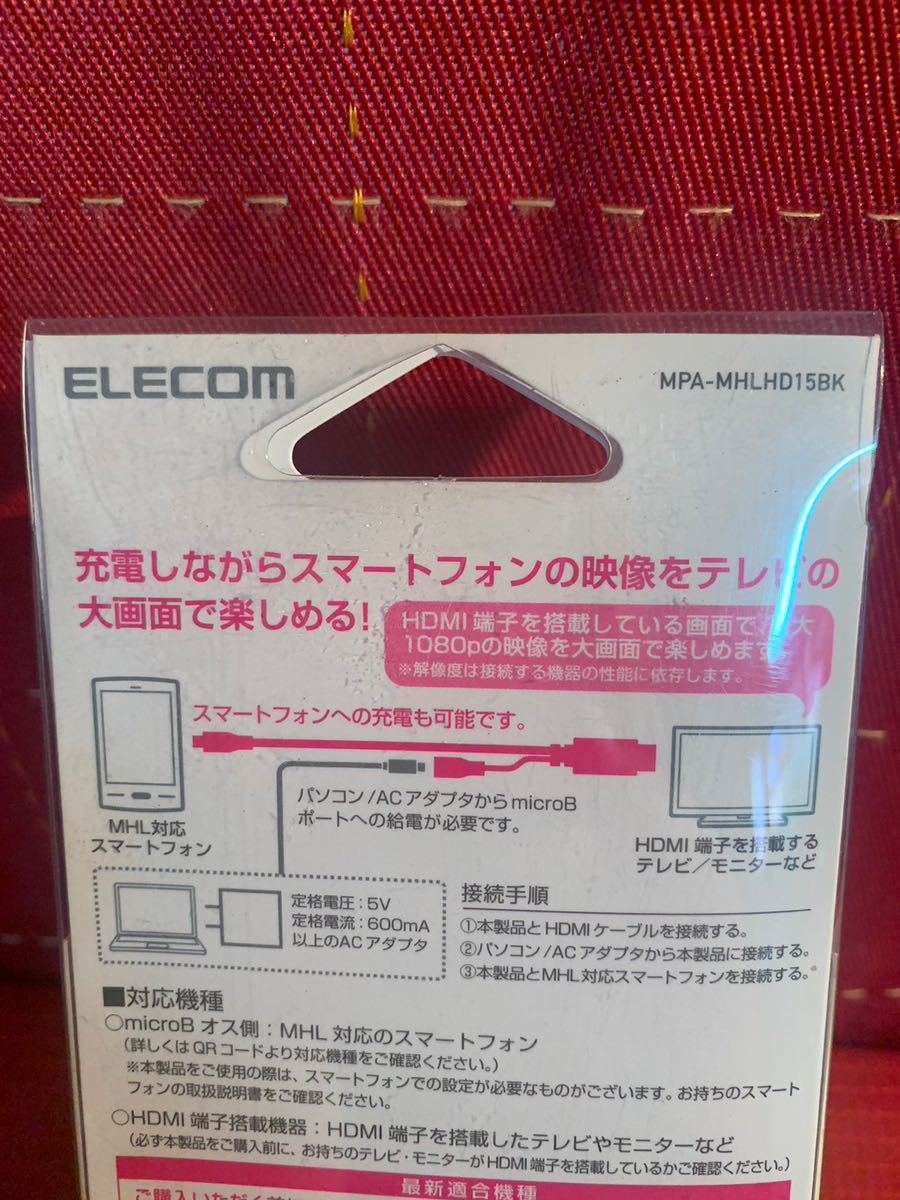 ELECOM
MPA-MHLHD15BK
充電しながらスマートフォンの映像をテレビの
大画面で楽しめる!
HDMI 端子を搭載している画面で 大
1080pの映像を大画面で楽しめます
※解像度は接続する機器の性能に依存します。
スマートフォンへの充電も可能です。
パソコン/ACアダプタからmicroB
ポートへの給電が必要です。
MHL対応
スマートフォン
HDMI 端子を搭載する
テレビ/モニターなど
定格電圧:5V
定格電流:600mA
以上のACアダプタ
接続手順
①本製品とHDMIケーブルを接続する。
②パソコン/ACアダプタから本製品に接続する。
③本製品とMHL対応スマートフォンを接続する。
■対応機種
○microB オス側:MHL 対応のスマートフォン
(詳しくはQRコードより対応機種をご確認ください。)
※本製品をご使用の際は、スマートフォンでの設定が必要なものがございます。お持ちのスマート
フォンの取扱説明書をご確認ください。
○HDMI 端子搭載機器:HDMI 端子を搭載したテレビやモニターなど
(必ず本製品をご購入前に、お持ちのテレビ・モニターがHDMI端子を搭載しているかご確認ください。)
最新適合機種
ご購入いただく前に